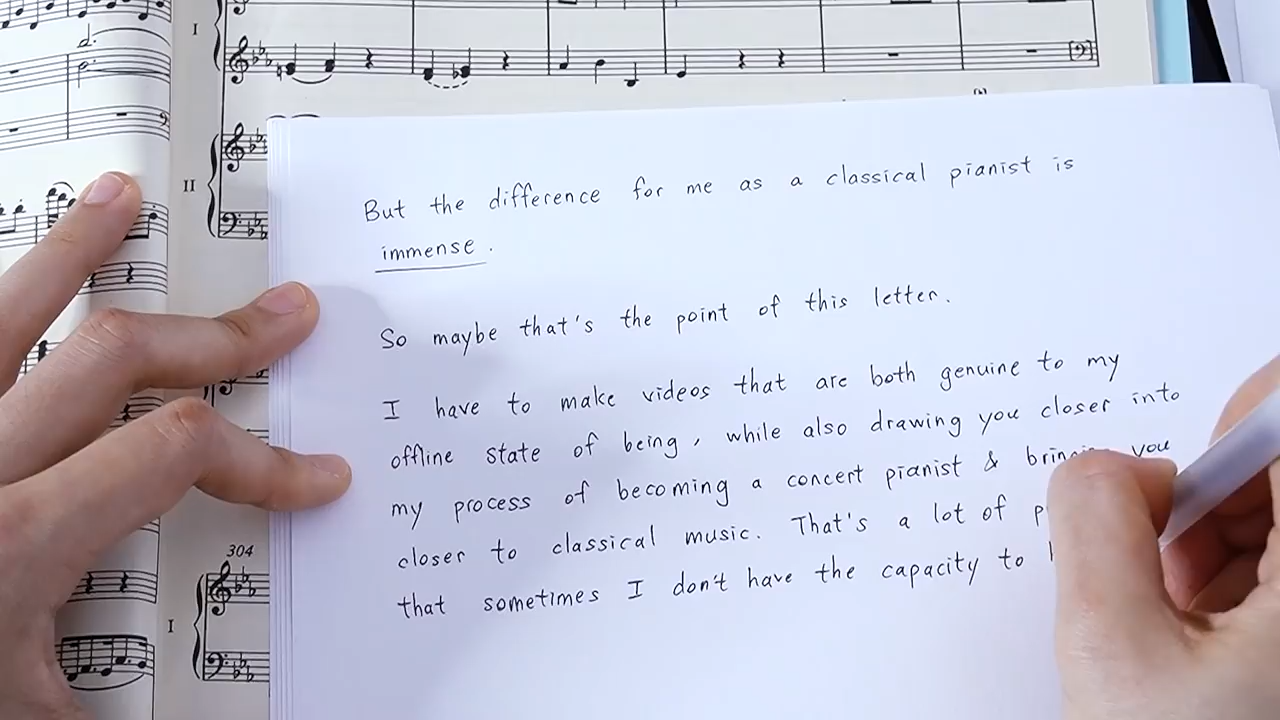 I
II
304
I
But the difference for me as a classical pianist is
immense.
So maybe that's the point of this letter.
I have to make videos that are both genuine to my
offline state of being, while also drawing you closer into
my process of becoming a concert pianist & you
closer to classical music. That's a lot of
that sometimes I don't have the capacity to